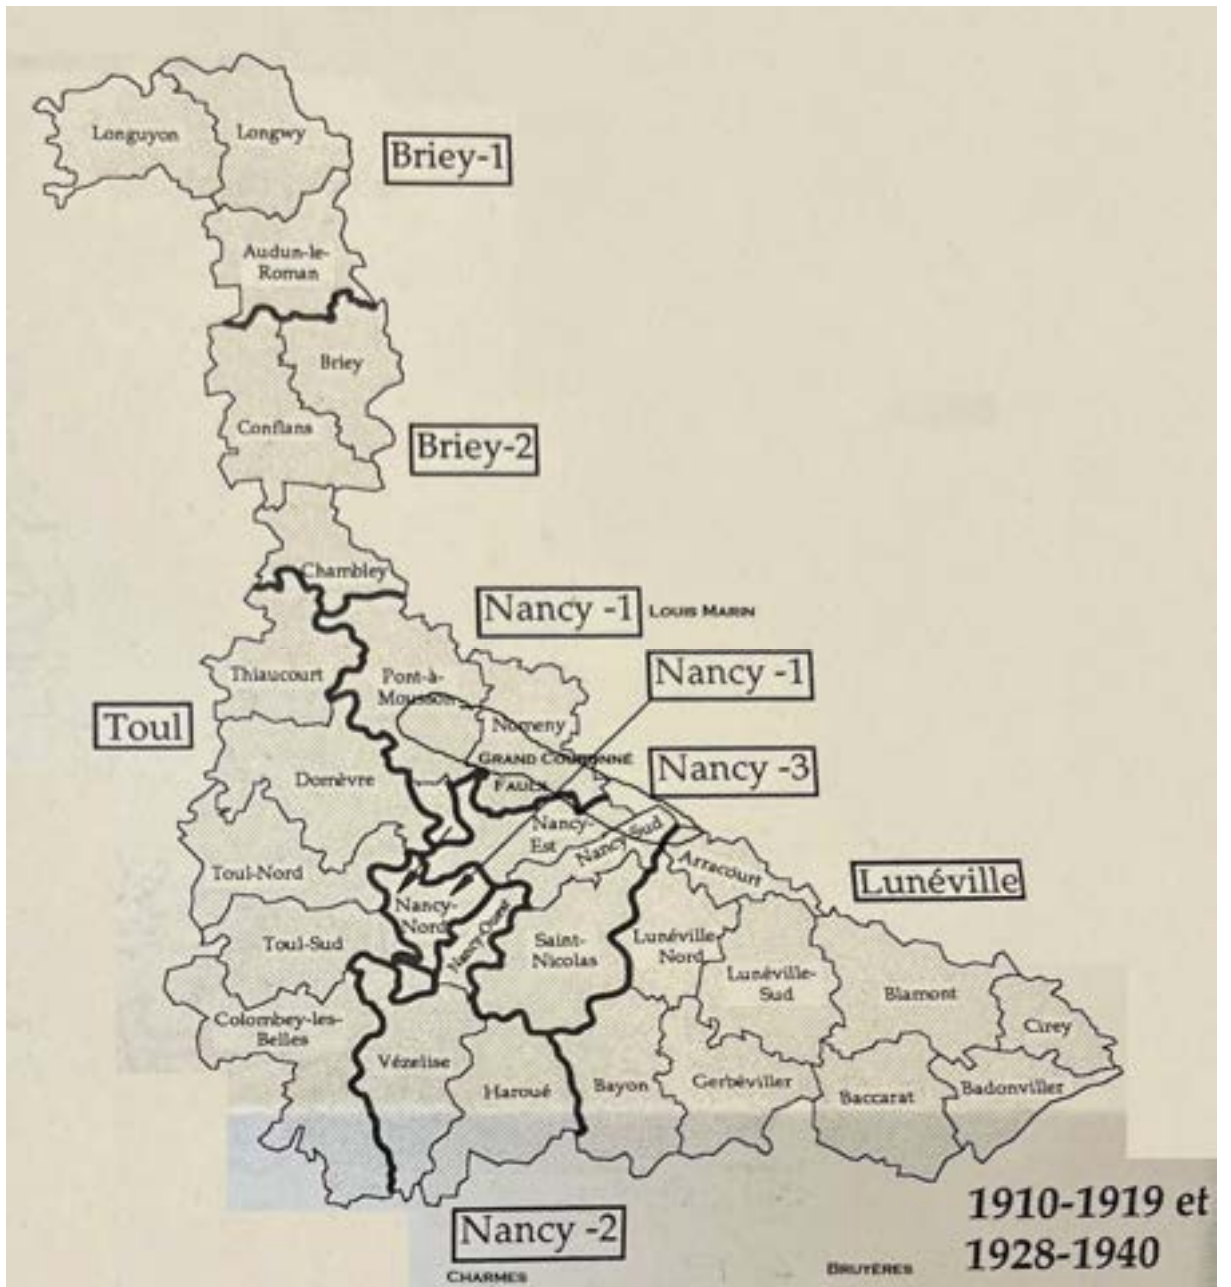 Longuyon
Longwy
Briey-1
Audun-le-
Roman
Briey
Conflans
Briey-2
Chambley
Nancy -1
LOUIS MARIN
Nancy -1
Thiaucourt
Pont-à-
Mousson
Toul
Nomeny
GRAND COURONNÉ
Nancy -3
Domèvre
FAULX
Nancy-
Est
Nancy-Sud
Toul-Nord
Arracourt
Lunéville
Nancy-
Nord
Nancy-Ouest
Toul-Sud
Saint-
Nicolas
Lunéville-
Nord
Lunéville-
Sud
Blamont
Cirey
Colombey-les-
Belles
Vézelise
Haroué
Bayon
Gerbéviller
Baccarat
Badonviller
1910-1919 et
1928-1940
Nancy -2
CHARMES
BRUYÈRES